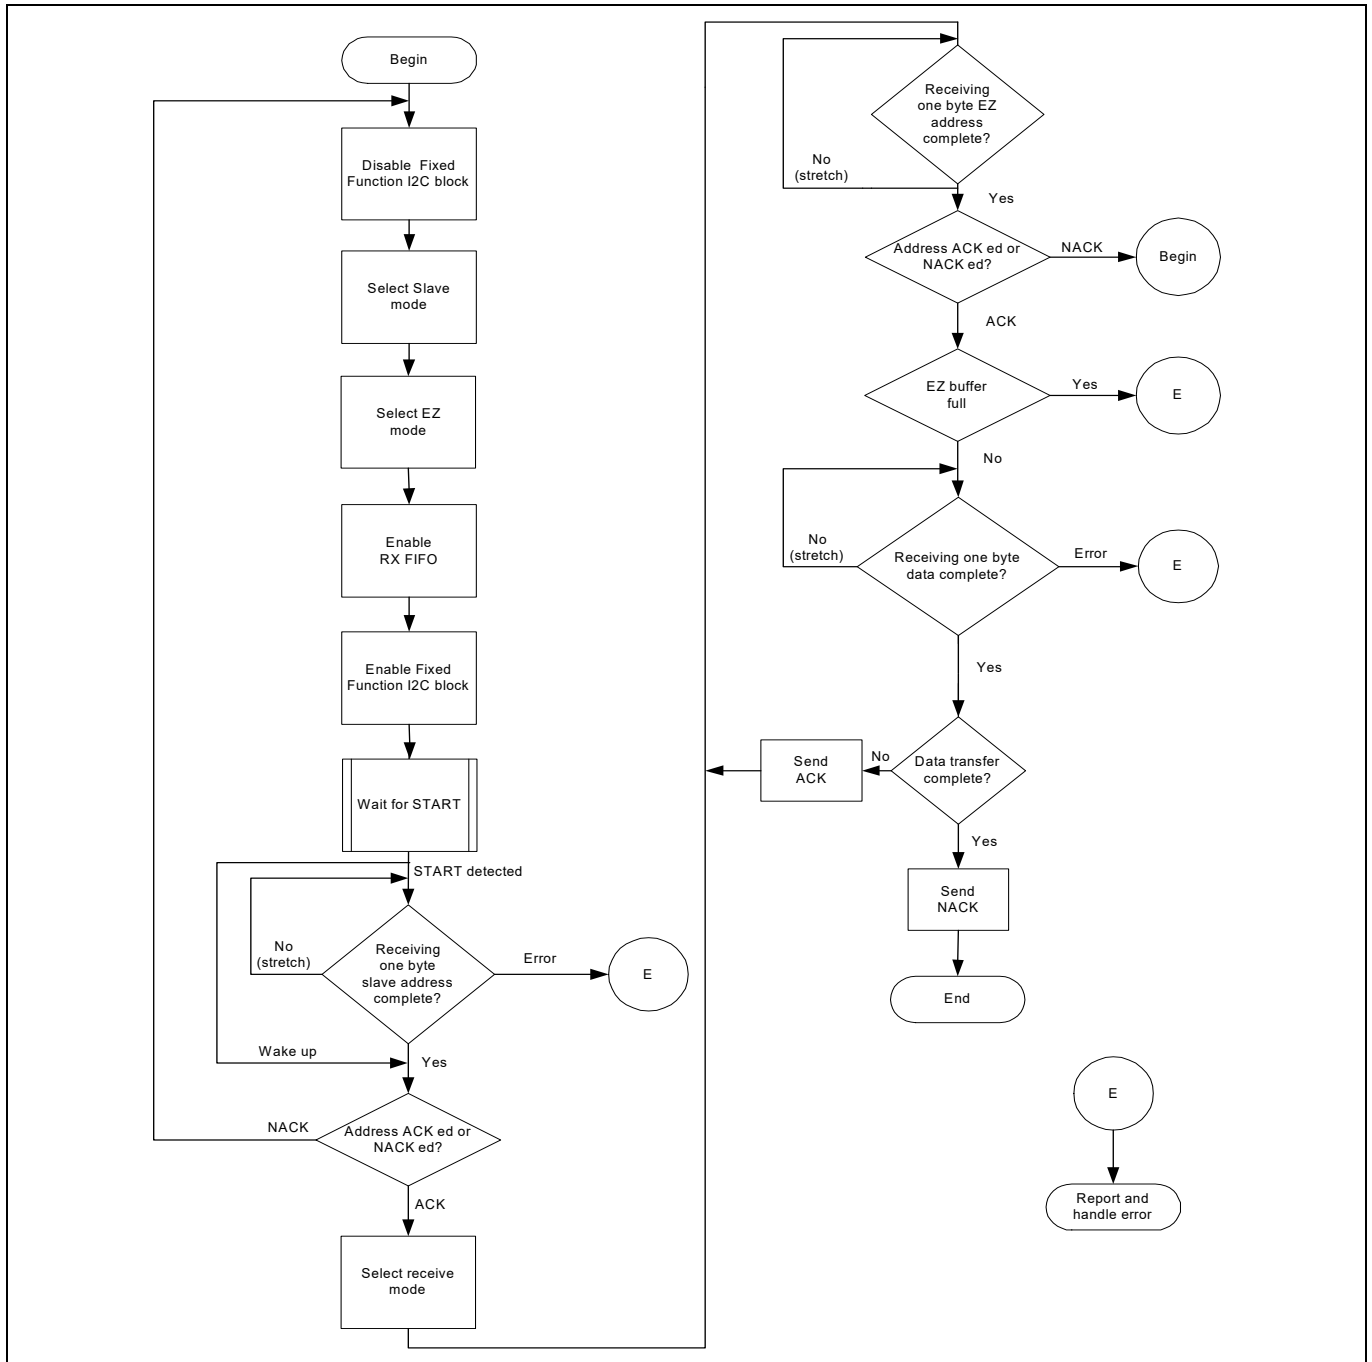 Begin
Disable Fixed
Function I2C block
Select Slave
mode
Select EZ
mode
Enable
RX FIFO
Enable Fixed
Function I2C block
Wait for START
START detected
No
(stretch)
Receiving
one byte
slave address
complete?
Error
E
Wake up
Yes
NACK
Address ACK ed or
NACK ed?
ACK
Select receive
mode
Receiving
one byte EZ
address
complete?
No
(stretch)
Yes
Address ACK ed or
NACK ed?
NACK
Begin
ACK
EZ buffer
full
Yes
E
No
No
(stretch)
Receiving one byte
data complete?
Error
E
Yes
Send
ACK
No
Data transfer
complete?
Yes
Send
NACK
End
E
Report and
handle error